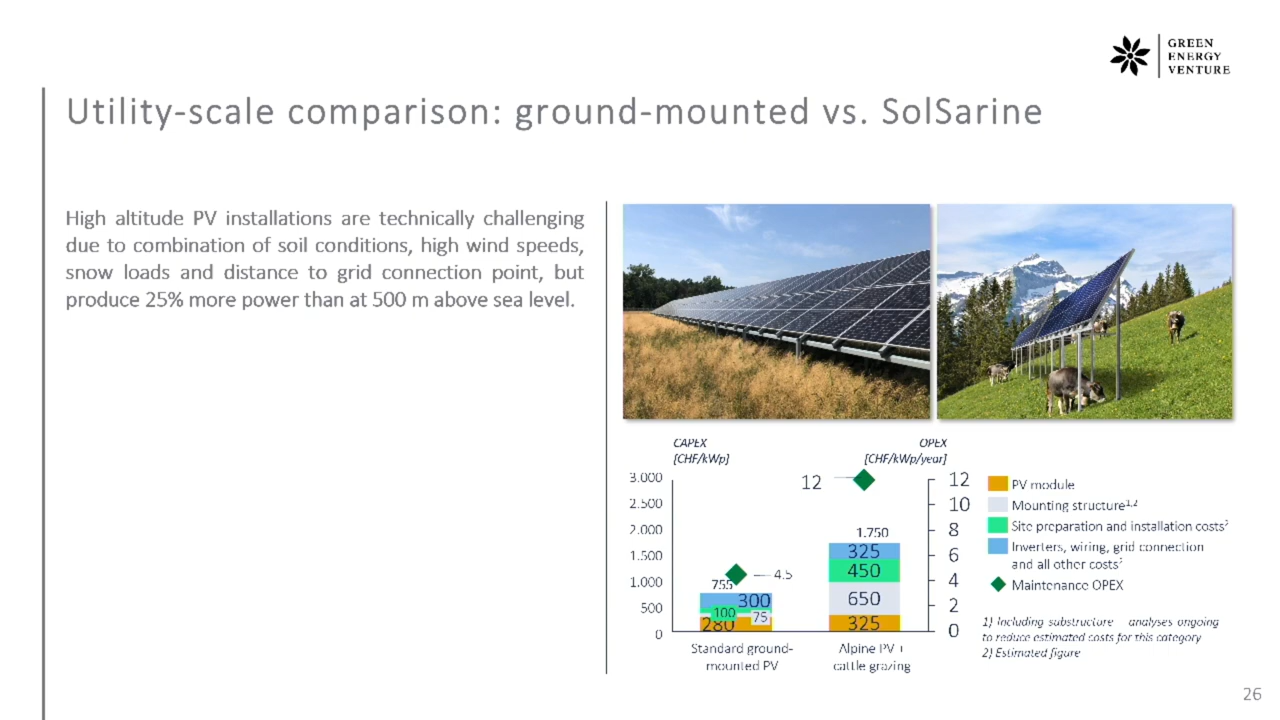 GREEN
ENERGY
VENTURE
Utility-scale comparison: ground-mounted vs. SolSarine
High altitude PV installations are technically challenging
due to combination of soil conditions, high wind speeds,
snow loads and distance to grid connection point, but
produce 25% more power than at 500 m above sea level.
CAPEX
[CHF/kWp]
OPEX
[CHF/kWp/year]
3.000
2.500
2.000
1.500
1.000
500
0
12
4.5
755
300
100
75
280
1.750
325
450
650
325
12
10
8
6
4
2
0
Standard ground-
mounted PV
Alpine PV +
cattle grazing
PV module
Mounting structure1,2
Site preparation and installation costs2
Inverters, wiring, grid connection
and all other costs
Maintenance OPEX
1) Including substructure analyses ongoing
to reduce estimated costs for this category
2) Estimated figure
26